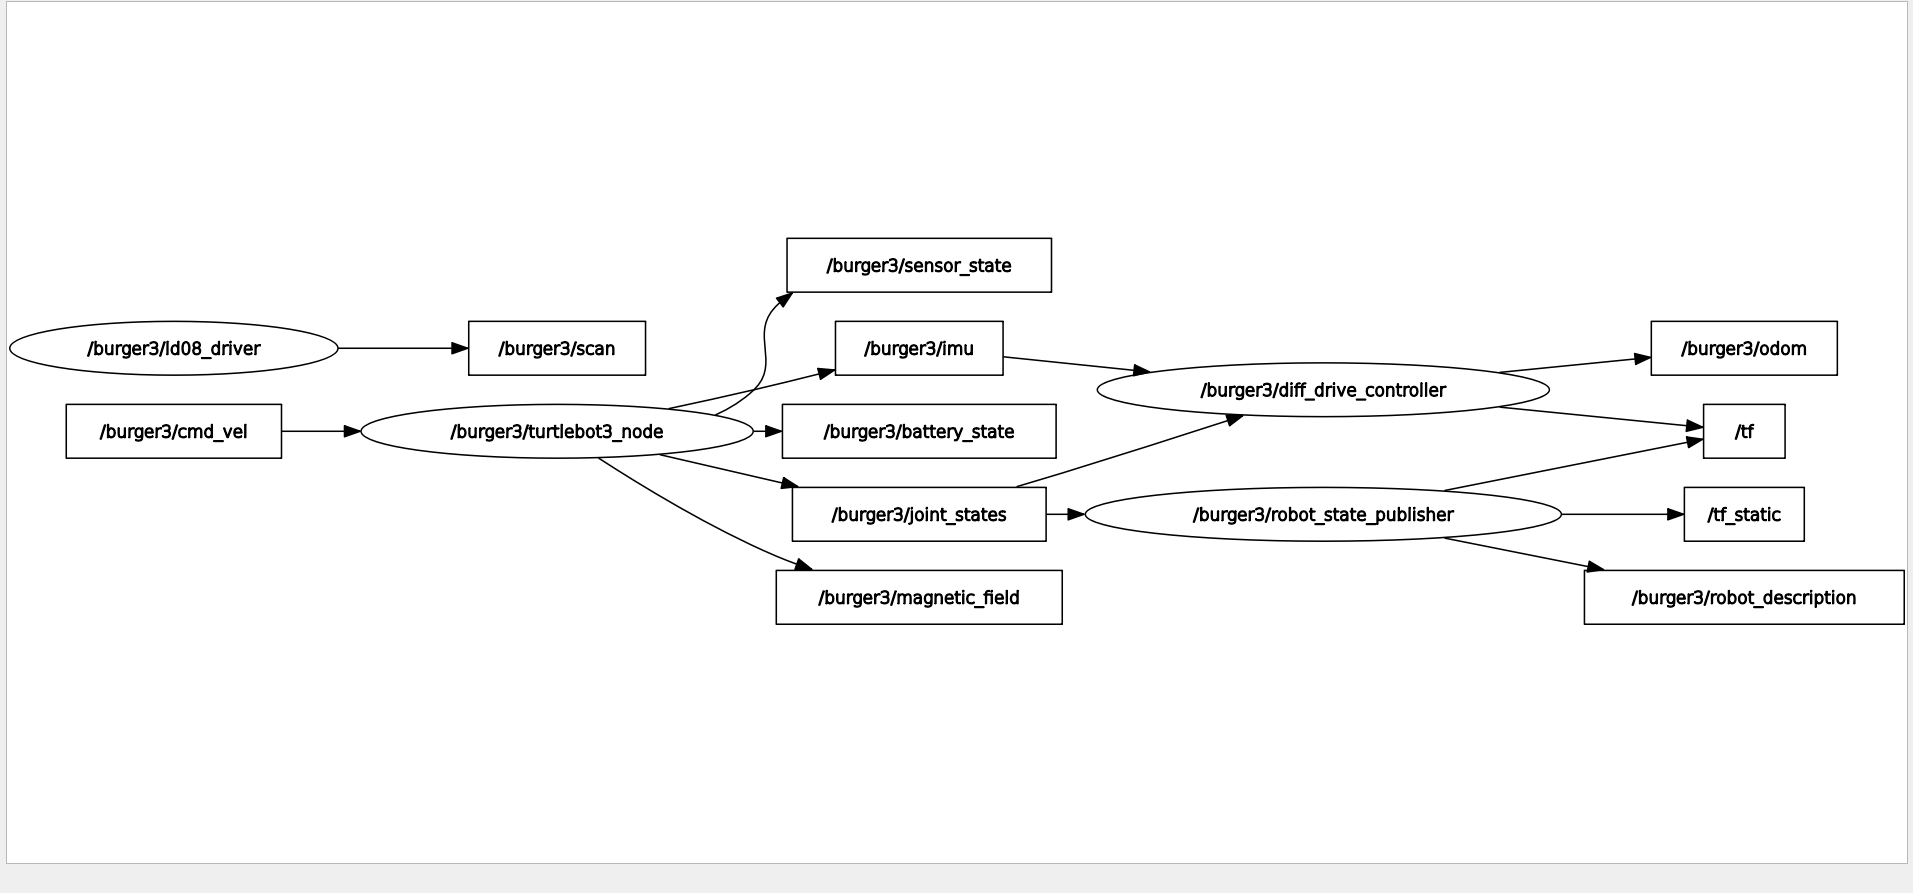 /burger3/sensor_state
/burger3/ld08_driver
/burger3/scan
/burger3/imu
/burger3/odom
/burger3/diff_drive_controller
/burger3/cmd_vel
/burger3/turtlebot3_node
/burger3/battery_state
/tf
/burger3/joint_states
/burger3/robot_state_publisher
/tf_static
/burger3/magnetic_field
/burger3/robot_description